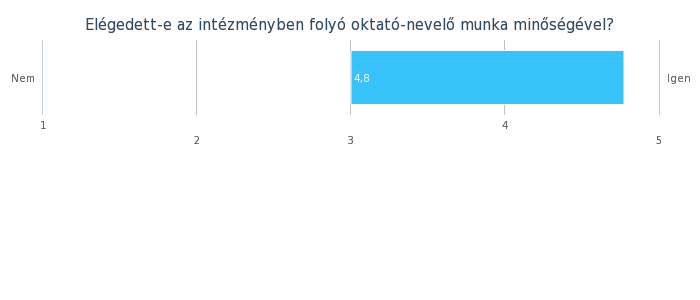 Elégedett-e az intézményben folyó oktató-nevelő munka minőségével?
Nem 4,8 Igen
1 2 3 4 5